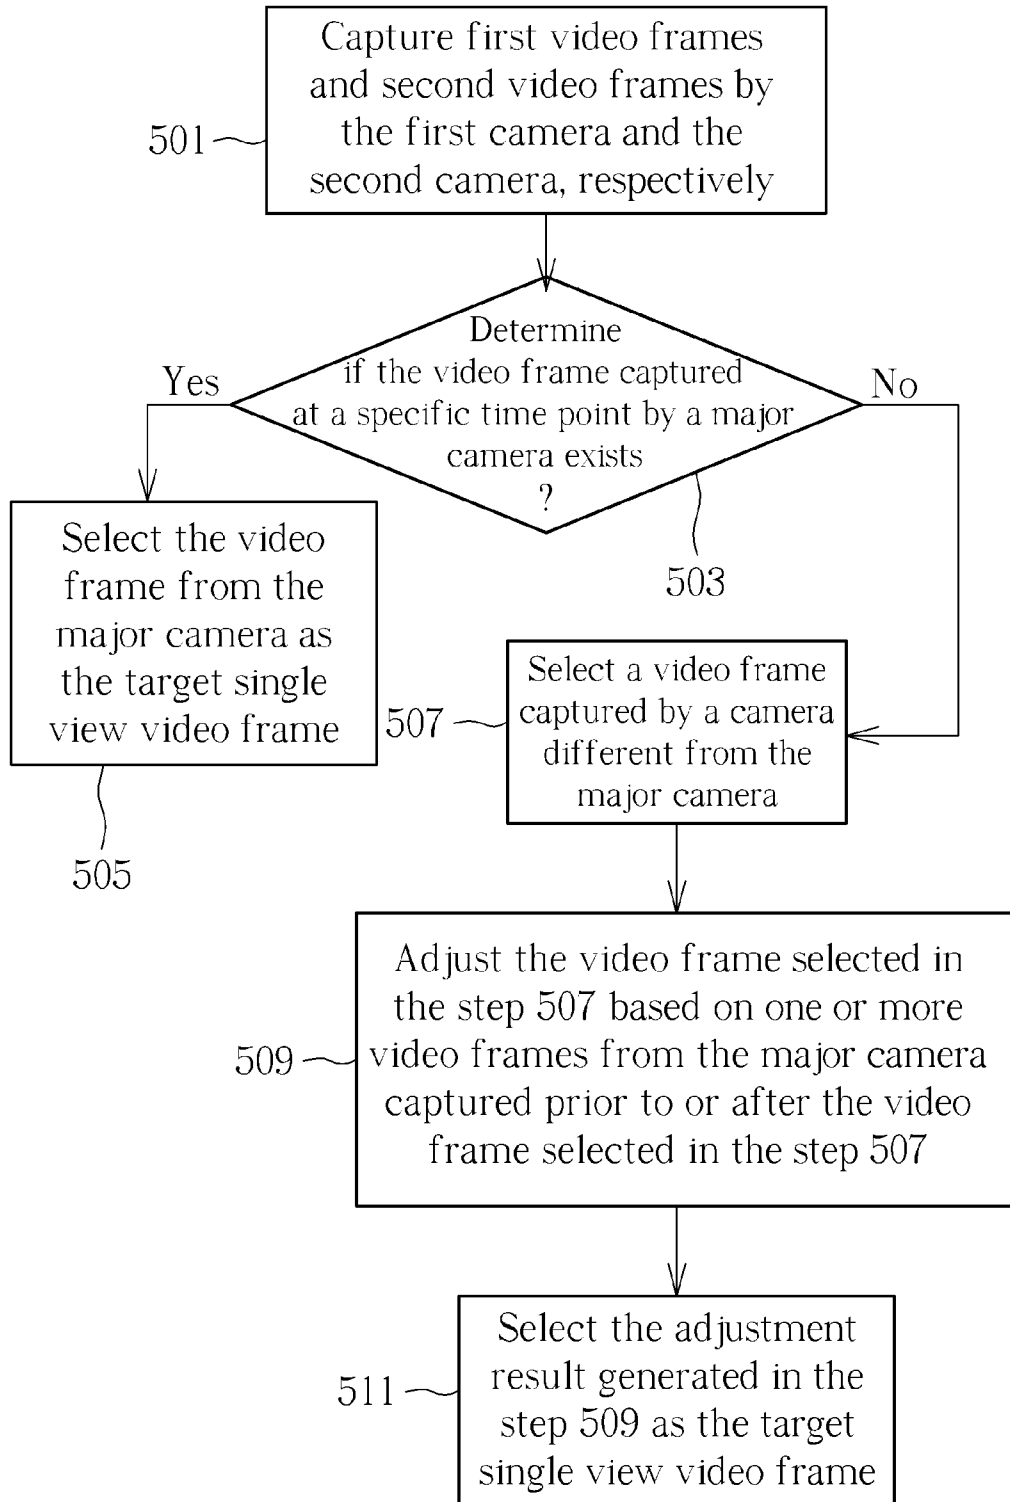 Capture first video frames
and second video frames by
the first camera and the
second camera, respectively
501
Determine
if the video frame captured
at a specific time point by a major
camera exists
?
Yes
No
503
Select the video
frame from the
major camera as
the target single
view video frame
505
Select a video frame
captured by a camera
different from the
major camera
507
Adjust the video frame selected in
the step 507 based on one or more
video frames from the major camera
captured prior to or after the video
frame selected in the step 507
509
Select the adjustment
result generated in the
step 509 as the target
single view video frame
511